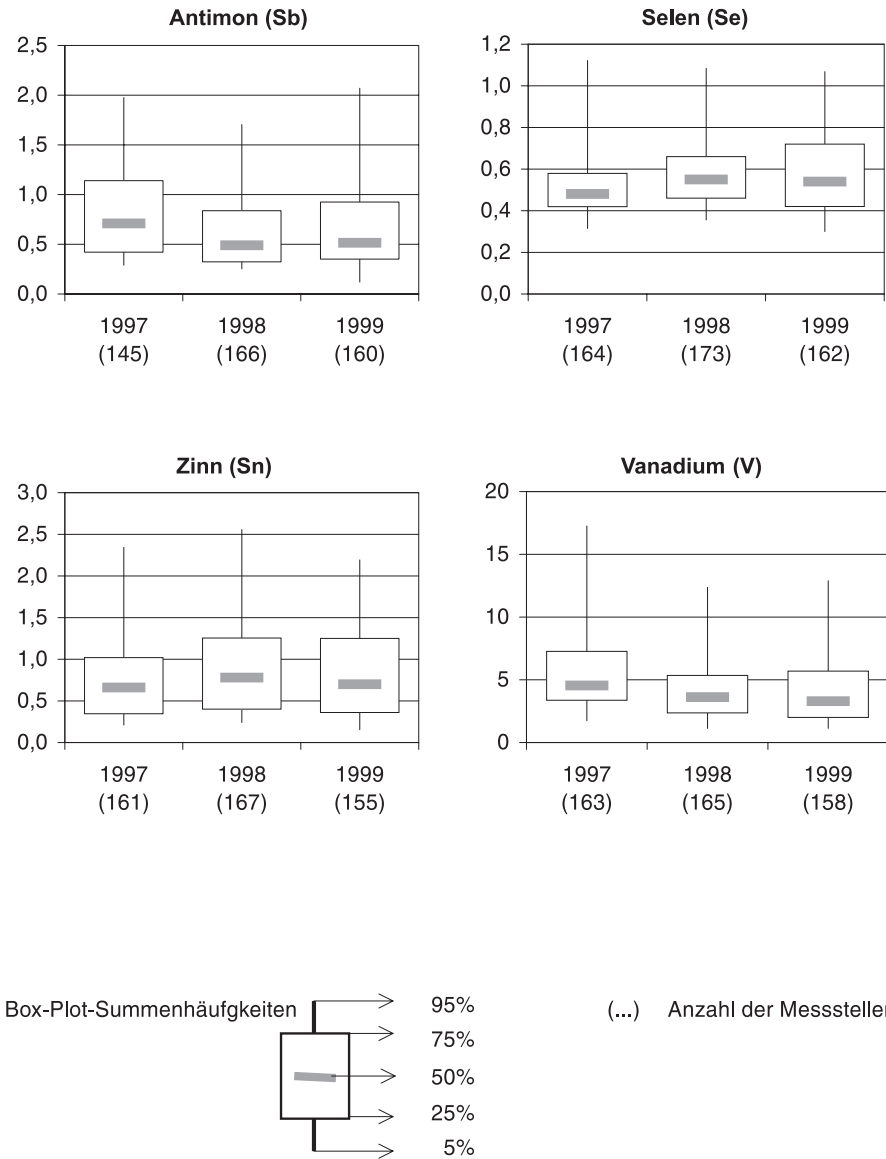 Antimon (Sb)
2,5
2,0
1,5
1,0
0,5
0,0
1997 1998 1999
(145) (166) (160)
Selen (Se)
1,2
1,0
0,8
0,6
0,4
0,2
0,0
1997 1998 1999
(164) (173) (162)
Zinn (Sn)
3,0
2,5
2,0
1,5
1,0
0,5
0,0
1997 1998 1999
(161) (167) (155)
Vanadium (V)
20
15
10
5
0
1997 1998 1999
(163) (165) (158)
Box-Plot-Summenhäufgkeiten
95%
75%
50%
25%
5%
(...) Anzahl der Messstellen